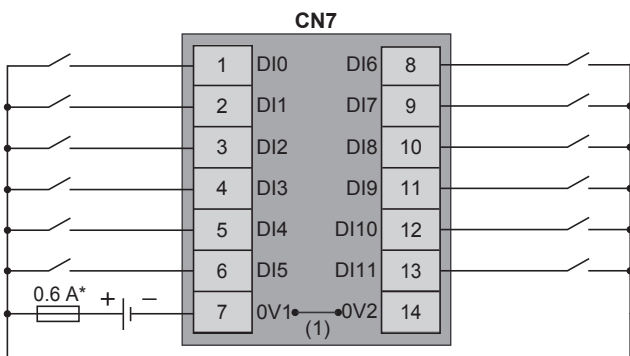 CN7
1 DI0 DI6 8
2 DI1 DI7 9
3 DI2 DI8 10
4 DI3 DI9 11
5 DI4 DI10 12
6 DI5 DI11 13
0.6 A* + − 7 0V1 0V2 14
(1)